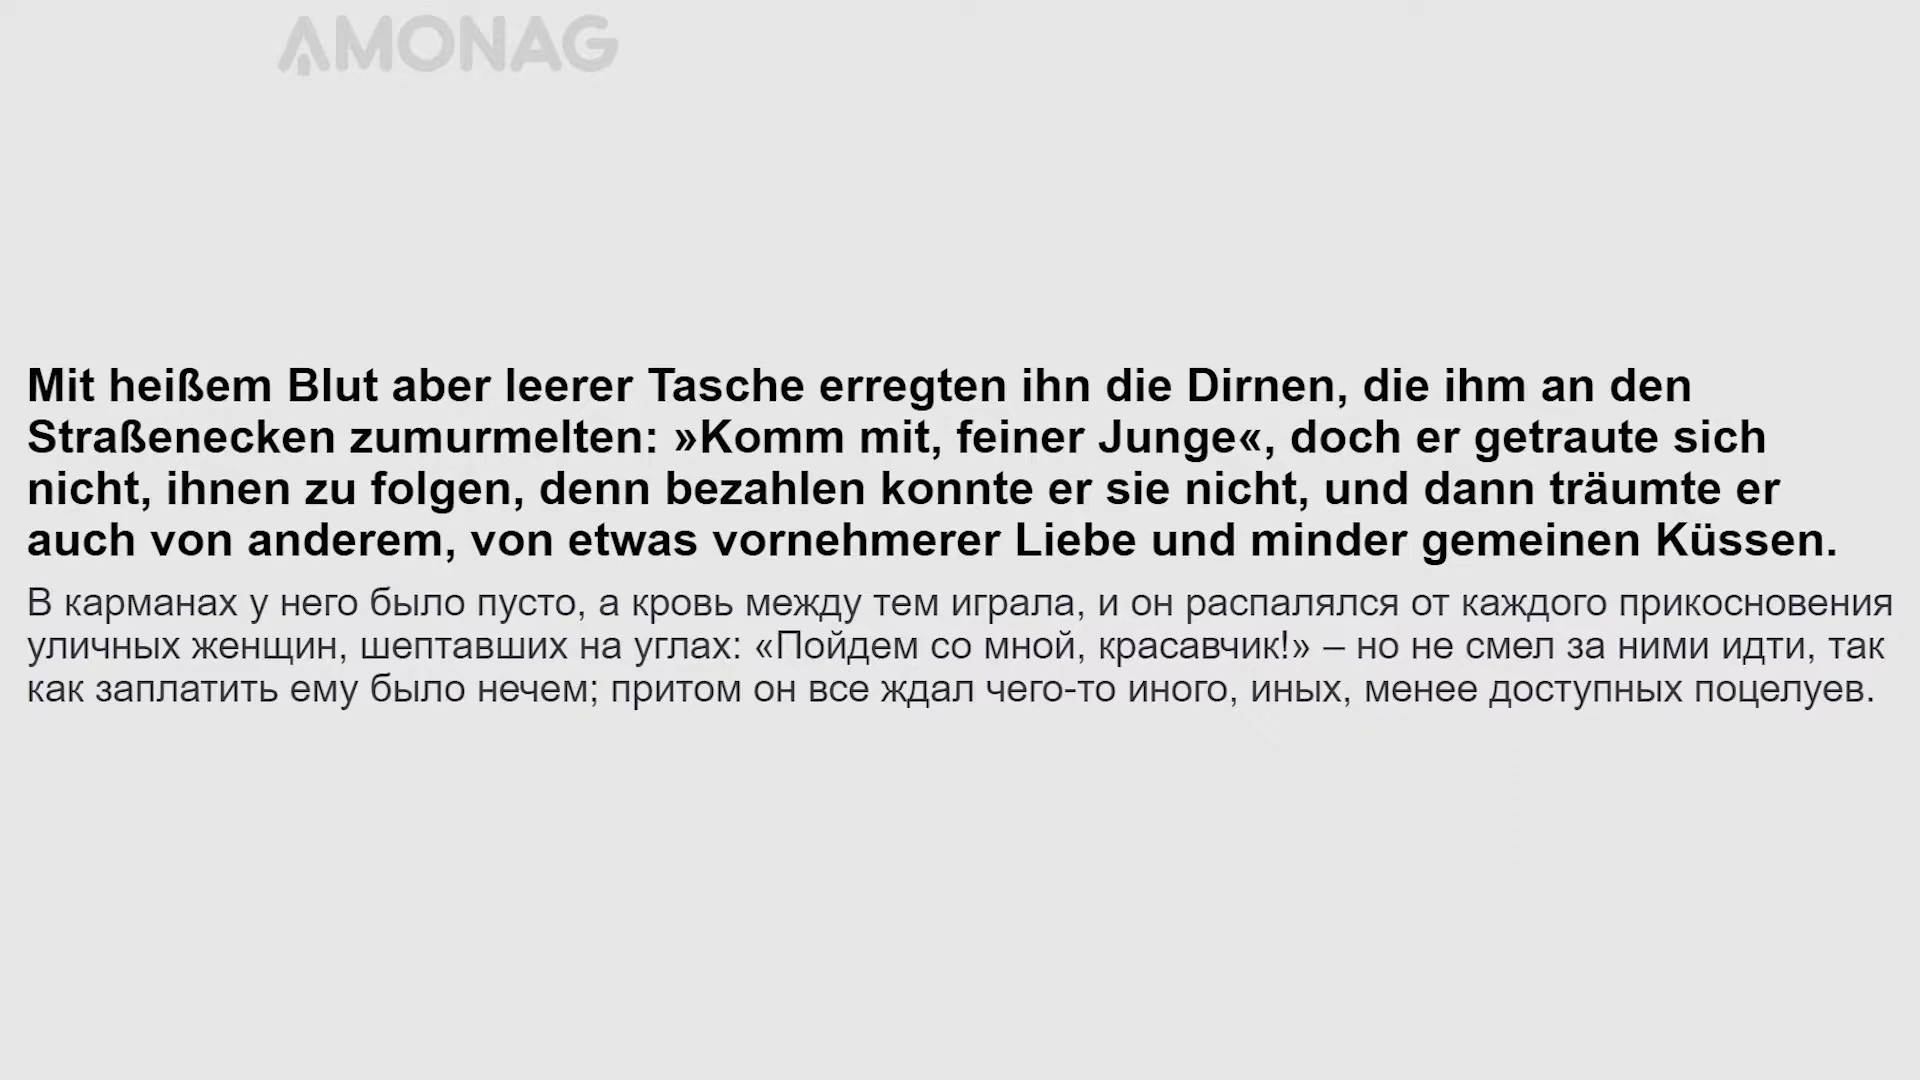 AMONAG
Mit heißem Blut aber leerer Tasche erregten ihn die Dirnen, die ihm an den
Straßenecken zumurmelten: »Komm mit, feiner Junge«, doch er getraute sich
nicht, ihnen zu folgen, denn bezahlen konnte er sie nicht, und dann träumte er
auch von anderem, von etwas vornehmerer Liebe und minder gemeinen Küssen.
В карманах у него было пусто, а кровь между тем играла, и он распалялся от каждого прикосновения
уличных женщин, шептавших на углах: «Пойдем со мной, красавчик!» – но не смел за ними идти, так
как заплатить ему было нечем; притом он все ждал чего-то иного, иных, менее доступных поцелуев.